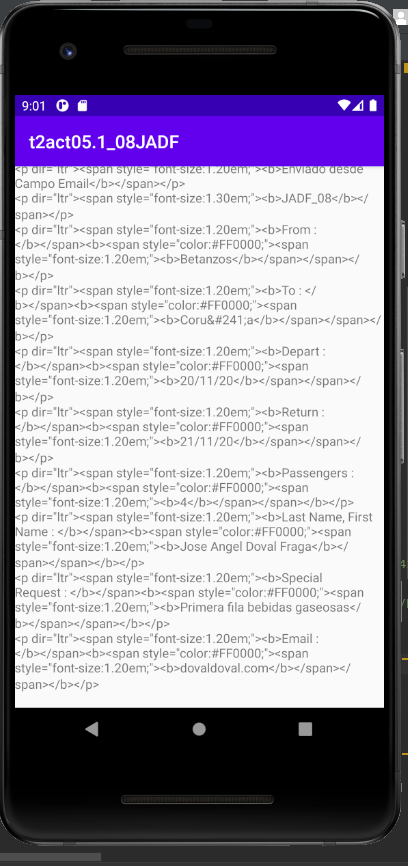 9:01
t2act05.1_08JADF
<p dir="ltr"><span style="font-size:1.20em;"><b>Enviado desde
Campo Email</b></span></p>
<p dir="ltr"><span style="font-size:1.30em;"><b>JADF_08</b></
span></p>
<p dir="ltr"><span style="font-size:1.20em;"><b>From :
</b></span><b><span style="color:#FF0000;"><span
style="font-size:1.20em;"><b>Betanzos</b></span></span></
b></p>
<p dir="ltr"><span style="font-size:1.20em;"><b>To : </
b></span><b><span style="color:#FF0000;"><span
style="font-size:1.20em;"><b>Coru&#241;a</b></span></span></
b></p>
<p dir="ltr"><span style="font-size:1.20em;"><b>Depart :
</b></span><b><span style="color:#FF0000;"><span
style="font-size:1.20em;"><b>20/11/20</b></span></span></
b></p>
<p dir="ltr"><span style="font-size:1.20em;"><b>Return :
</b></span><b><span style="color:#FF0000;"><span
style="font-size:1.20em;"><b>21/11/20</b></span></span></
b></p>
<p dir="ltr"><span style="font-size:1.20em;"><b>Passengers :
</b></span><b><span style="color:#FF0000;"><span
style="font-size:1.20em;"><b>4</b></span></span></b></p>
<p dir="ltr"><span style="font-size:1.20em;"><b>Last Name, First
Name : </b></span><b><span style="color:#FF0000;"><span
style="font-size:1.20em;"><b>Jose Angel Doval Fraga</b></
span></span></b></p>
<p dir="ltr"><span style="font-size:1.20em;"><b>Special
Request : </b></span><b><span style="color:#FF0000;"><span
style="font-size:1.20em;"><b>Primera fila bebidas gaseosas</
b></span></span></b></p>
<p dir="ltr"><span style="font-size:1.20em;"><b>Email :
</b></span><b><span style="color:#FF0000;"><span
style="font-size:1.20em;"><b>dovaldoval.com</b></span></
span></b></p>